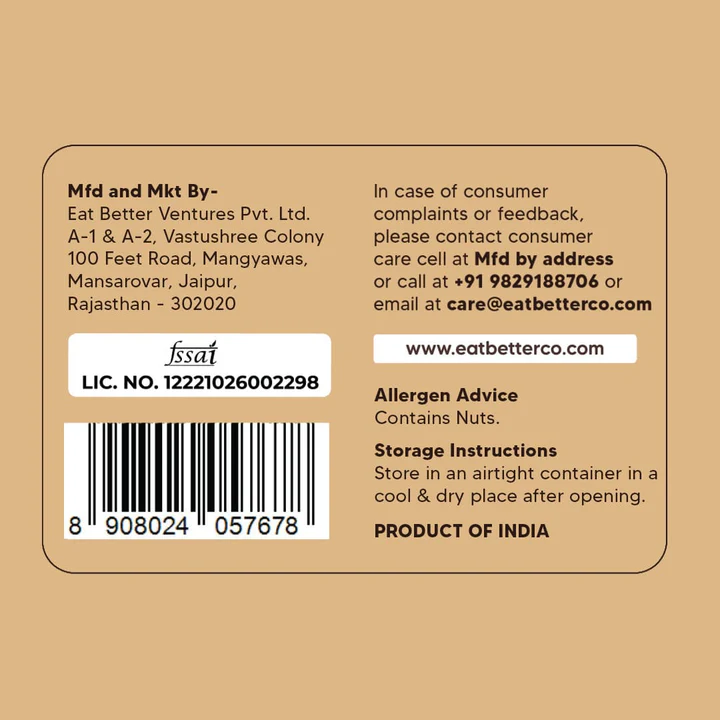 Mfd and Mkt By-
Eat Better Ventures Pvt. Ltd.
A-1 & A-2, Vastushree Colony
100 Feet Road, Mangyawas,
Mansarovar, Jaipur,
Rajasthan - 302020
fssai
LIC. NO. 12221026002298
8 908024 057678
In case of consumer
complaints or feedback,
please contact consumer
care cell at Mfd by address
or call at +91 9829188706 or
email at care@eatbetterco.com
www.eatbetterco.com
Allergen Advice
Contains Nuts.
Storage Instructions
Store in an airtight container in a
cool & dry place after opening.
PRODUCT OF INDIA